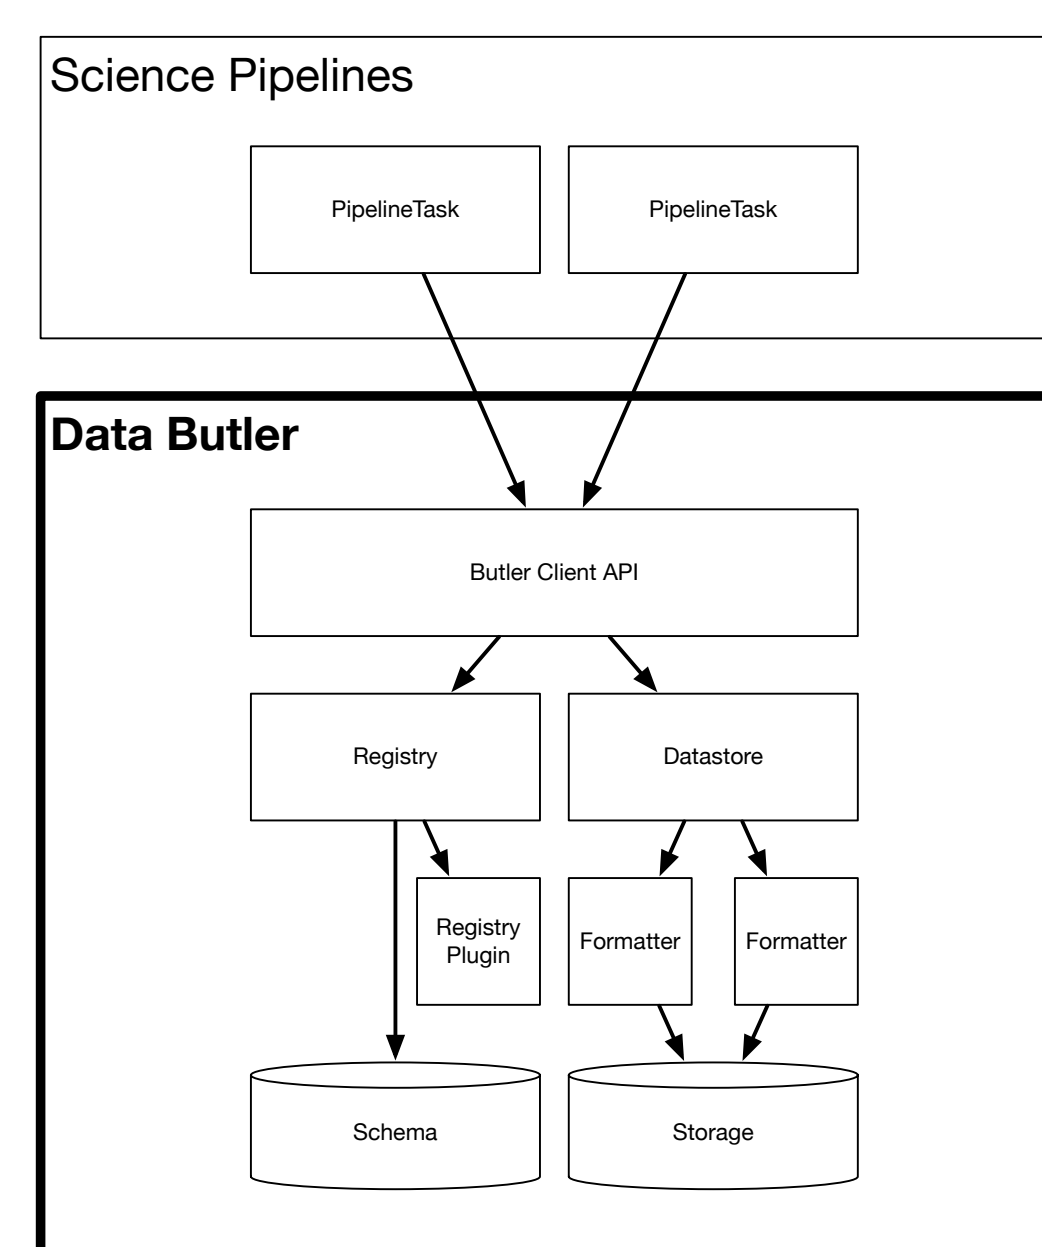 Science Pipelines
PipelineTask
PipelineTask
Data Butler
Butler Client API
Registry
Datastore
Registry
Plugin
Formatter
Formatter
Schema
Storage